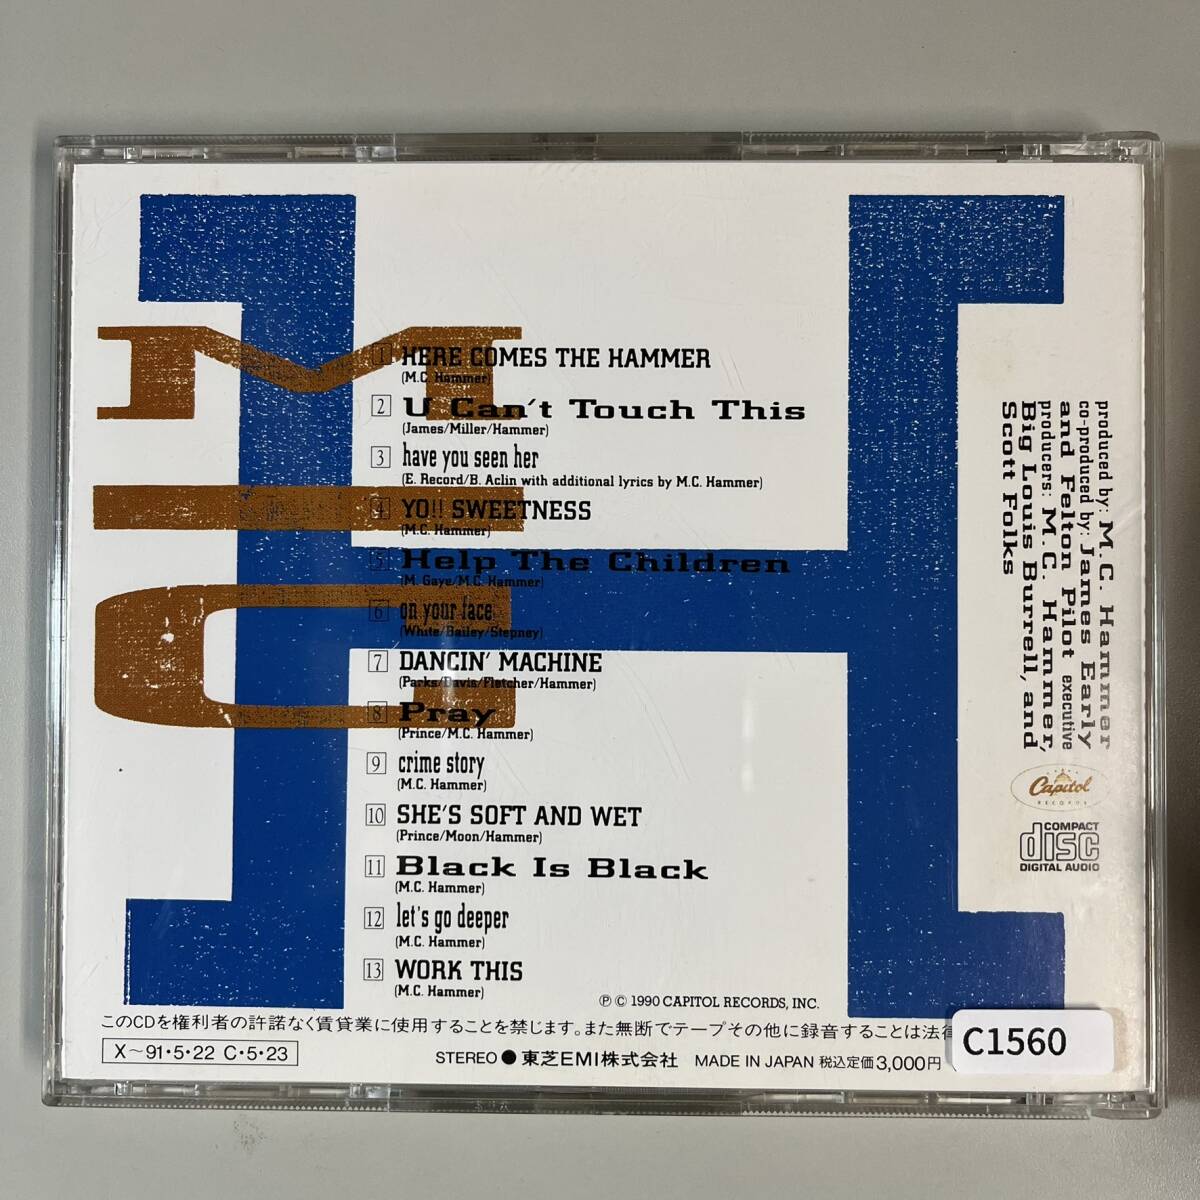 M.C.
H
1 HERE COMES THE HAMMER
(M.C. Hammer)
2 U Can't Touch This
(James/Miller/Hammer)
3 have you seen her
(E. Record/B. Aclin with additional lyrics by M.C. Hammer)
4 YO!! SWEETNESS
(M.C. Hammer)
5 Help The Children
(M. Gaye/M.C. Hammer)
6 on your face
(White/Bailey/Stepney)
7 DANCIN' MACHINE
(Parks/Davis/Fletcher/Hammer)
8 Pray
(Prince/M.C. Hammer)
9 crime story
(M.C. Hammer)
10 SHE'S SOFT AND WET
(Prince/Moon/Hammer)
11 Black Is Black
(M.C. Hammer)
12 let's go deeper
(M.C. Hammer)
13 WORK THIS
(M.C. Hammer)
produced by: M.C. Hammer
co-produced by: James Early
and Felton Pilot executive
producers: M.C. Hammer,
Big Louis Burrell, and
Scott Folks
Capitol
RECORDS
COMPACT
disc
DIGITAL AUDIO
Ⓟ © 1990 CAPITOL RECORDS, INC.
このCDを権利者の許諾なく賃貸業に使用することを禁じます。また無断でテープその他に録音することは法律
X～91・5・22 C・5・23
STEREO ● 東芝EMI株式会社 MADE IN JAPAN 税込定価3,000円
C1560